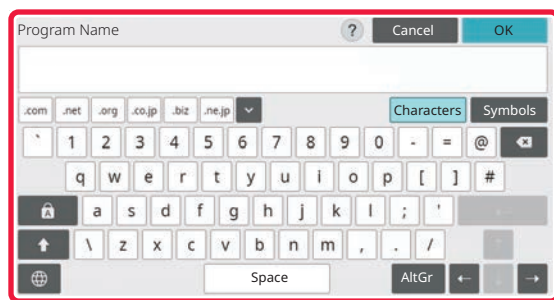 Program Name ? Cancel OK
.com .net .org .co.jp .biz .ne.jp Characters Symbols
` 1 2 3 4 5 6 7 8 9 0 - = @
q w e r t y u i o p [ ] #
A a s d f g h j k l ; '
\ z x c v b n m , . /
Space AltGr